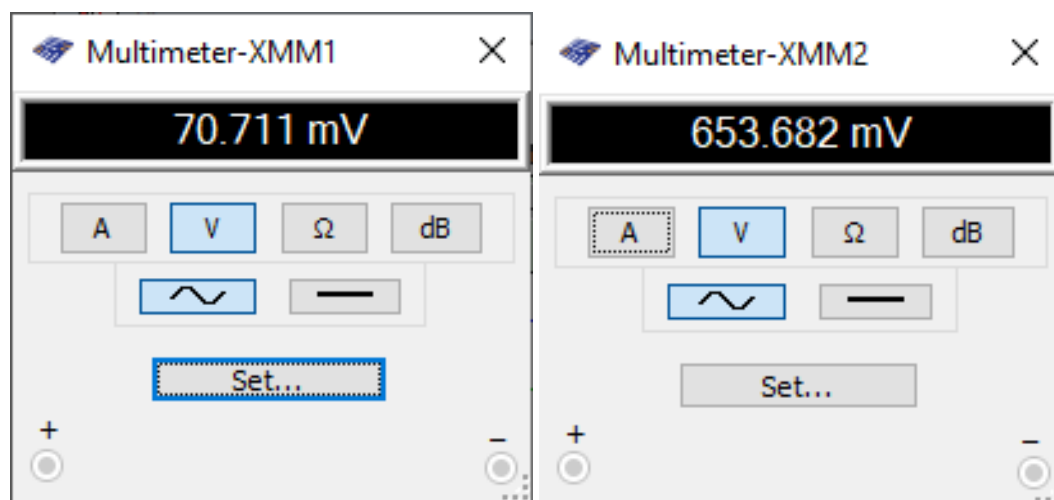 Multimeter-XMM1
70.711 mV
A V Ω dB
Set...
+ −
Multimeter-XMM2
653.682 mV
A V Ω dB
Set...
+ −